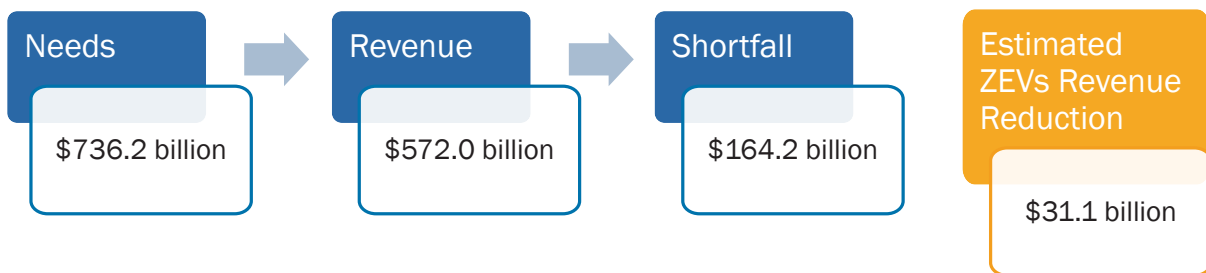 Needs
$736.2 billion
Revenue
$572.0 billion
Shortfall
$164.2 billion
Estimated
ZEVs Revenue
Reduction
$31.1 billion